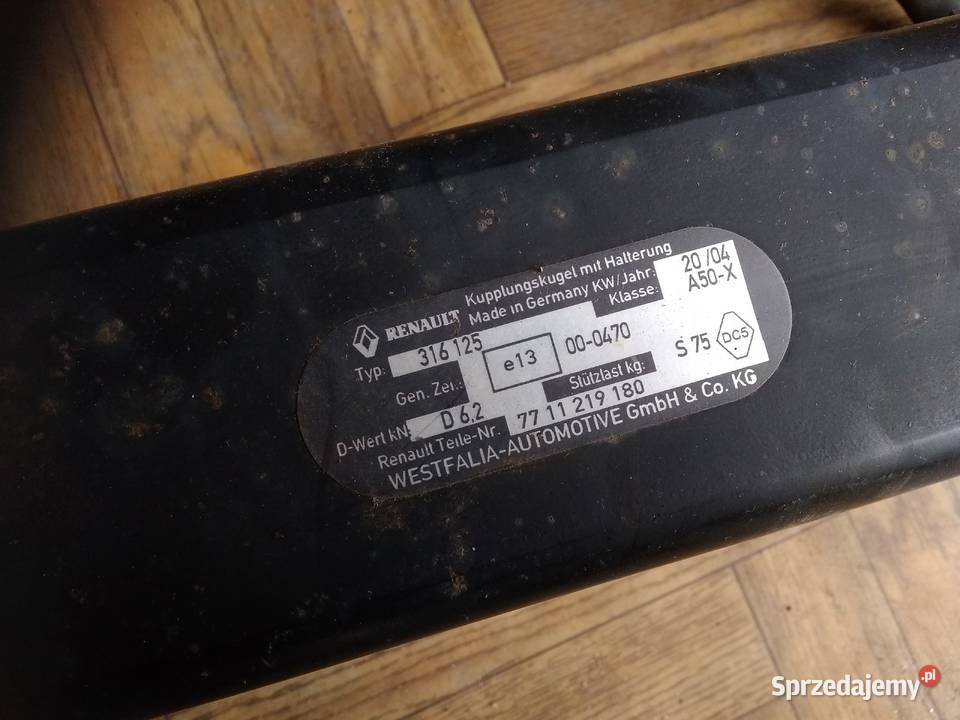 RENAULT
Kupplungskugel mit Halterung
Made in Germany KW/Jahr: 20/04
Klasse: A50-X
Typ: 316 125
Gen. Zei.: e13 00-0470
Stützlast kg: S 75 DC5
D-Wert kN: D 6,2
Renault Teile-Nr. 77 11 219 180
WESTFALIA-AUTOMOTIVE GmbH & Co. KG
Sprzedajemy.pl